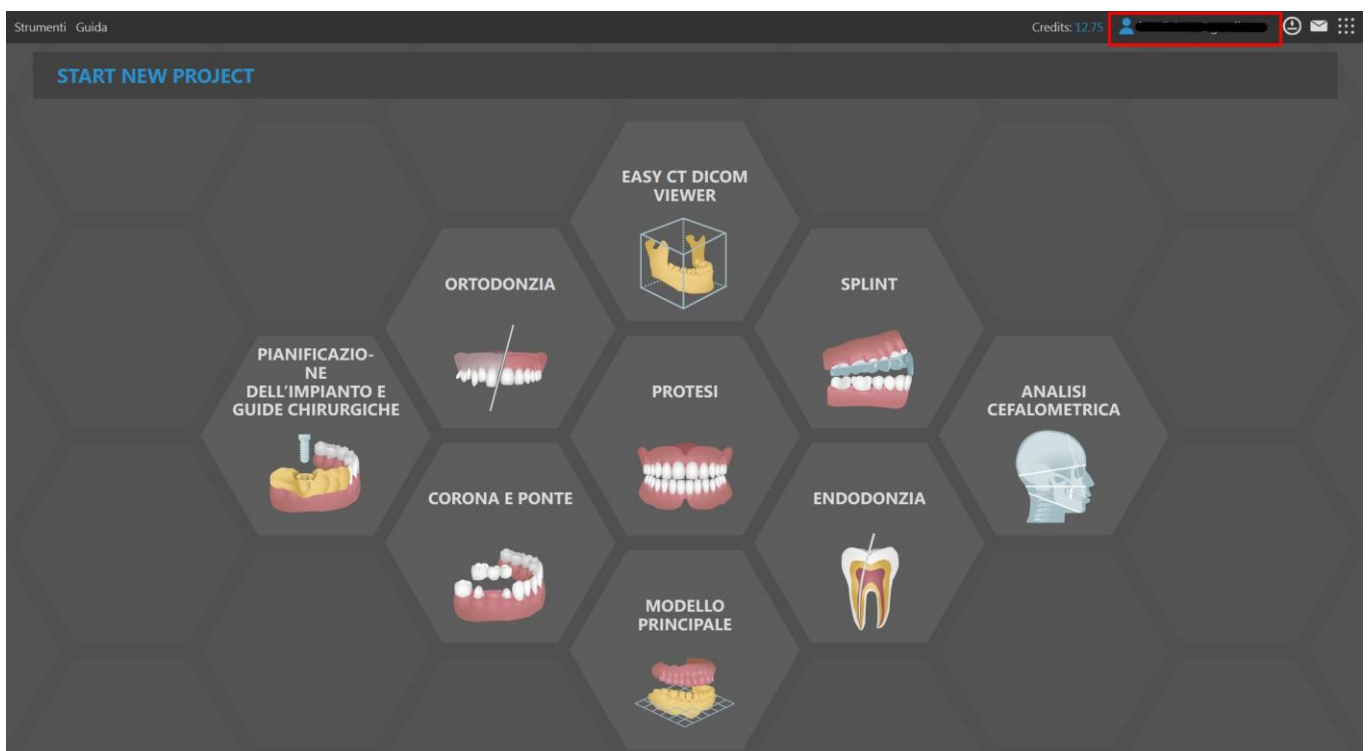 Strumenti Guida
Credits: 12.75
START NEW PROJECT
EASY CT DICOM
VIEWER
ORTODONZIA
SPLINT
PIANIFICAZIO-
NE
DELL'IMPIANTO E
GUIDE CHIRURGICHE
PROTESI
ANALISI
CEFALOMETRICA
CORONA E PONTE
ENDODONZIA
MODELLO
PRINCIPALE